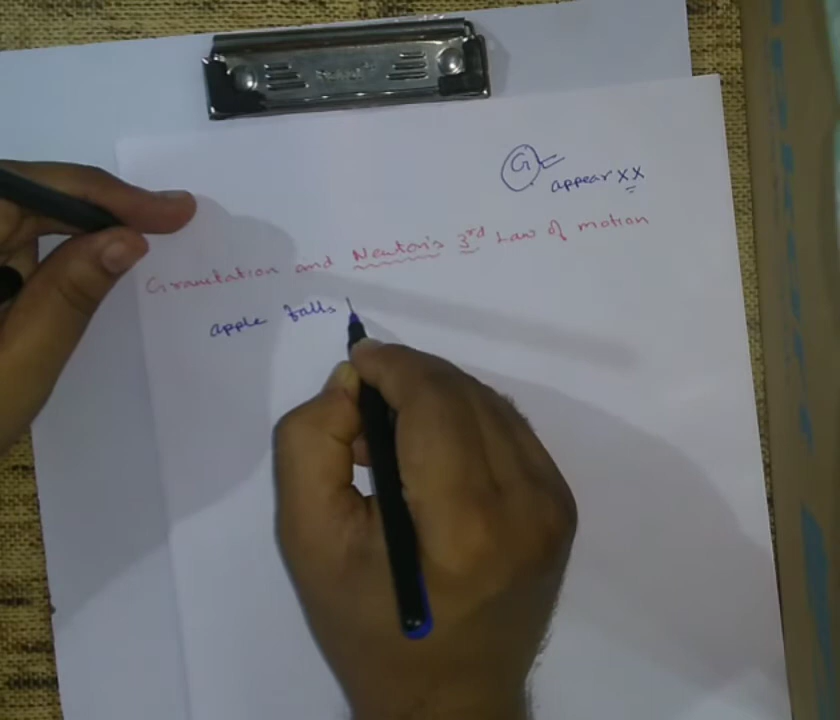 G
appear XX
Gravitation and Newton's 3rd Law of motion
apple falls